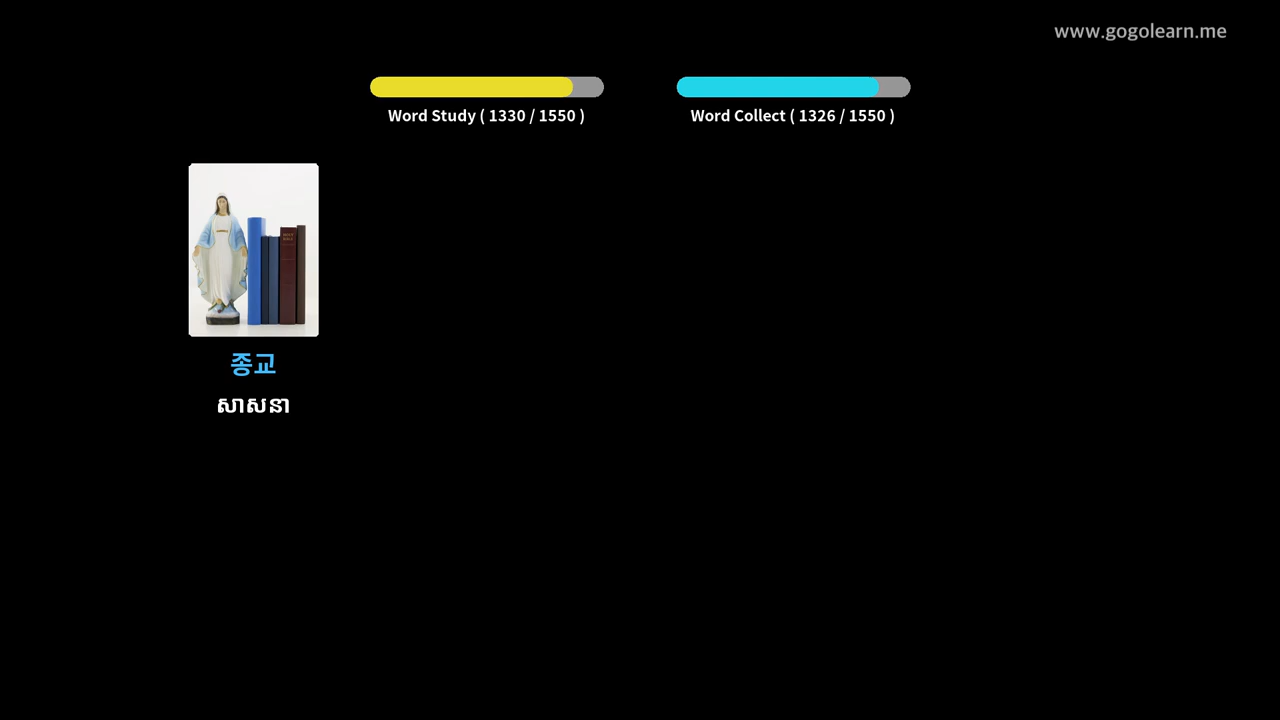 www.gogolearn.me
Word Study ( 1330 / 1550 )
Word Collect ( 1326 / 1550 )
종교
សាសនា